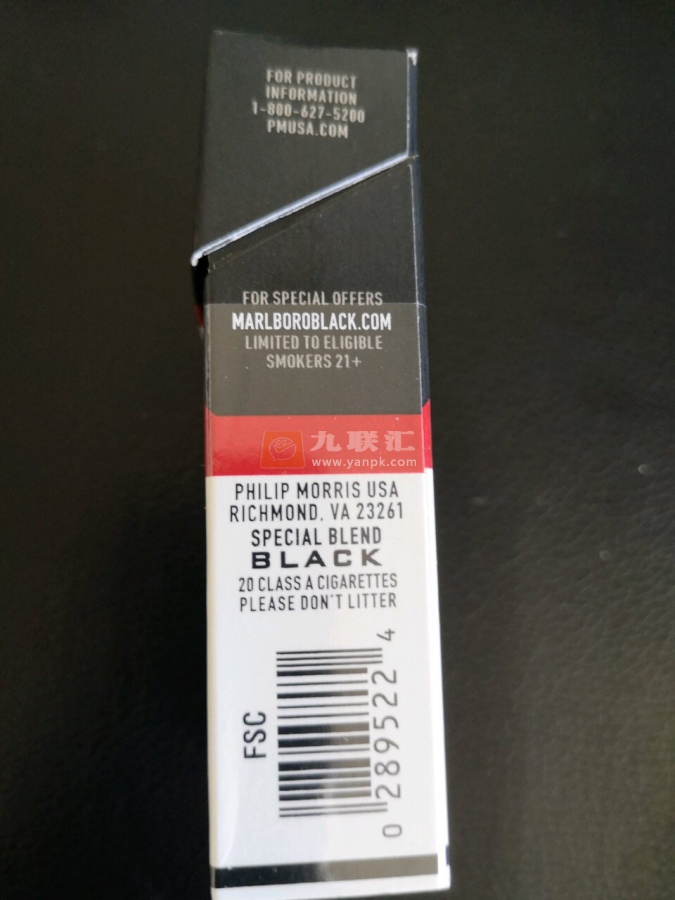 FOR PRODUCT
INFORMATION
1-800-627-5200
PMUSA.COM
FOR SPECIAL OFFERS
MARLBOROBLACK.COM
LIMITED TO ELIGIBLE
SMOKERS 21+
九联汇
www.yanpk.com
PHILIP MORRIS USA
RICHMOND, VA 23261
SPECIAL BLEND
BLACK
20 CLASS A CIGARETTES
PLEASE DON'T LITTER
FSC
0 289522 4